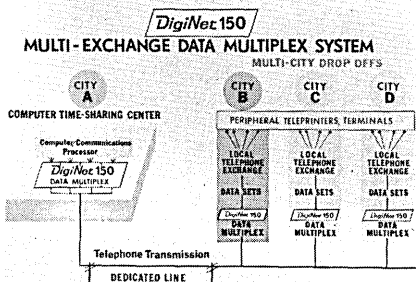 DigiNet 150
MULTI-EXCHANGE DATA MULTIPLEX SYSTEM
MULTI-CITY DROP OFFS
CITY
A
COMPUTER TIME-SHARING CENTER
Computer-Communications
Processor
DigiNet 150
DATA MULTIPLEX
CITY
B
CITY
C
CITY
D
PERIPHERAL TELEPRINTERS, TERMINALS
LOCAL
TELEPHONE
EXCHANGE
DATA SETS
DigiNet 150
DATA
MULTIPLEX
LOCAL
TELEPHONE
EXCHANGE
DATA SETS
DigiNet 150
DATA
MULTIPLEX
LOCAL
TELEPHONE
EXCHANGE
DATA SETS
DigiNet 150
DATA
MULTIPLEX
Telephone Transmission
DEDICATED LINE